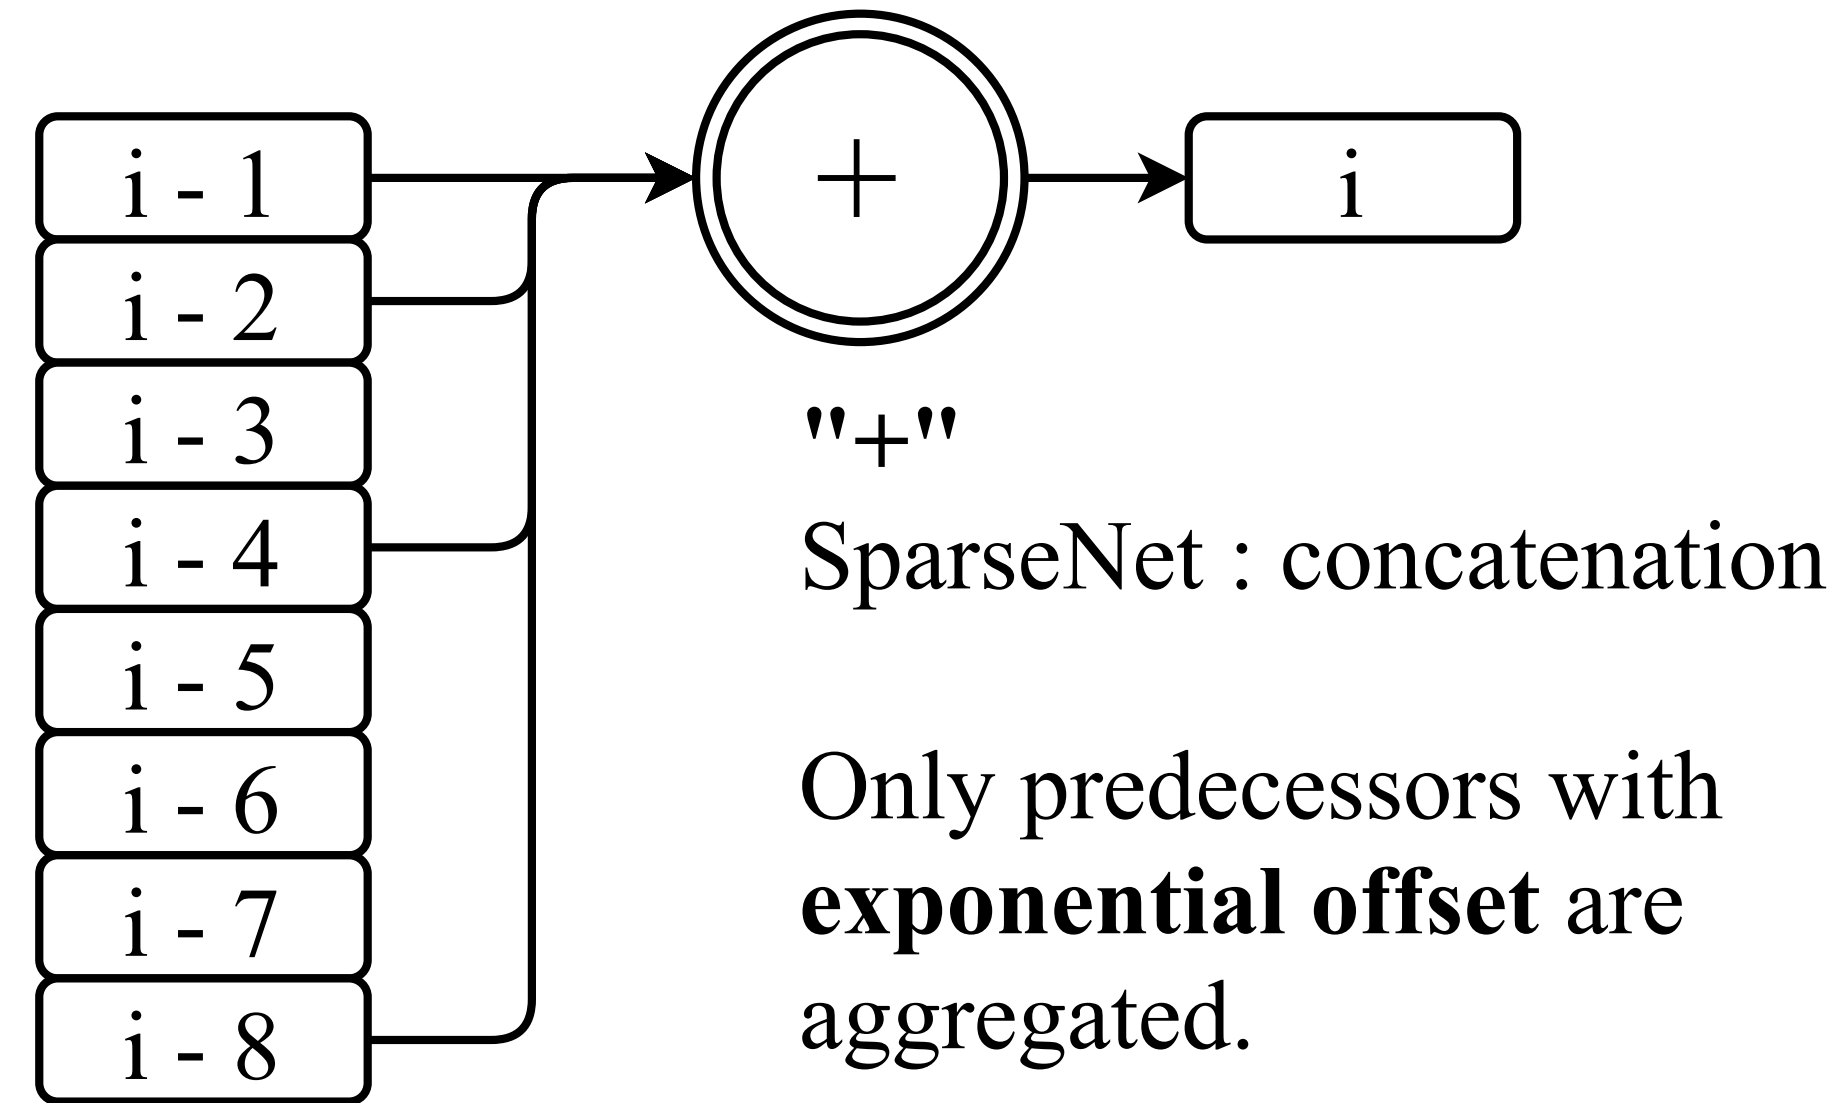 i - 1
i - 2
i - 3
i - 4
i - 5
i - 6
i - 7
i - 8
+
i
"+"
SparseNet : concatenation
Only predecessors with
exponential offset are
aggregated.